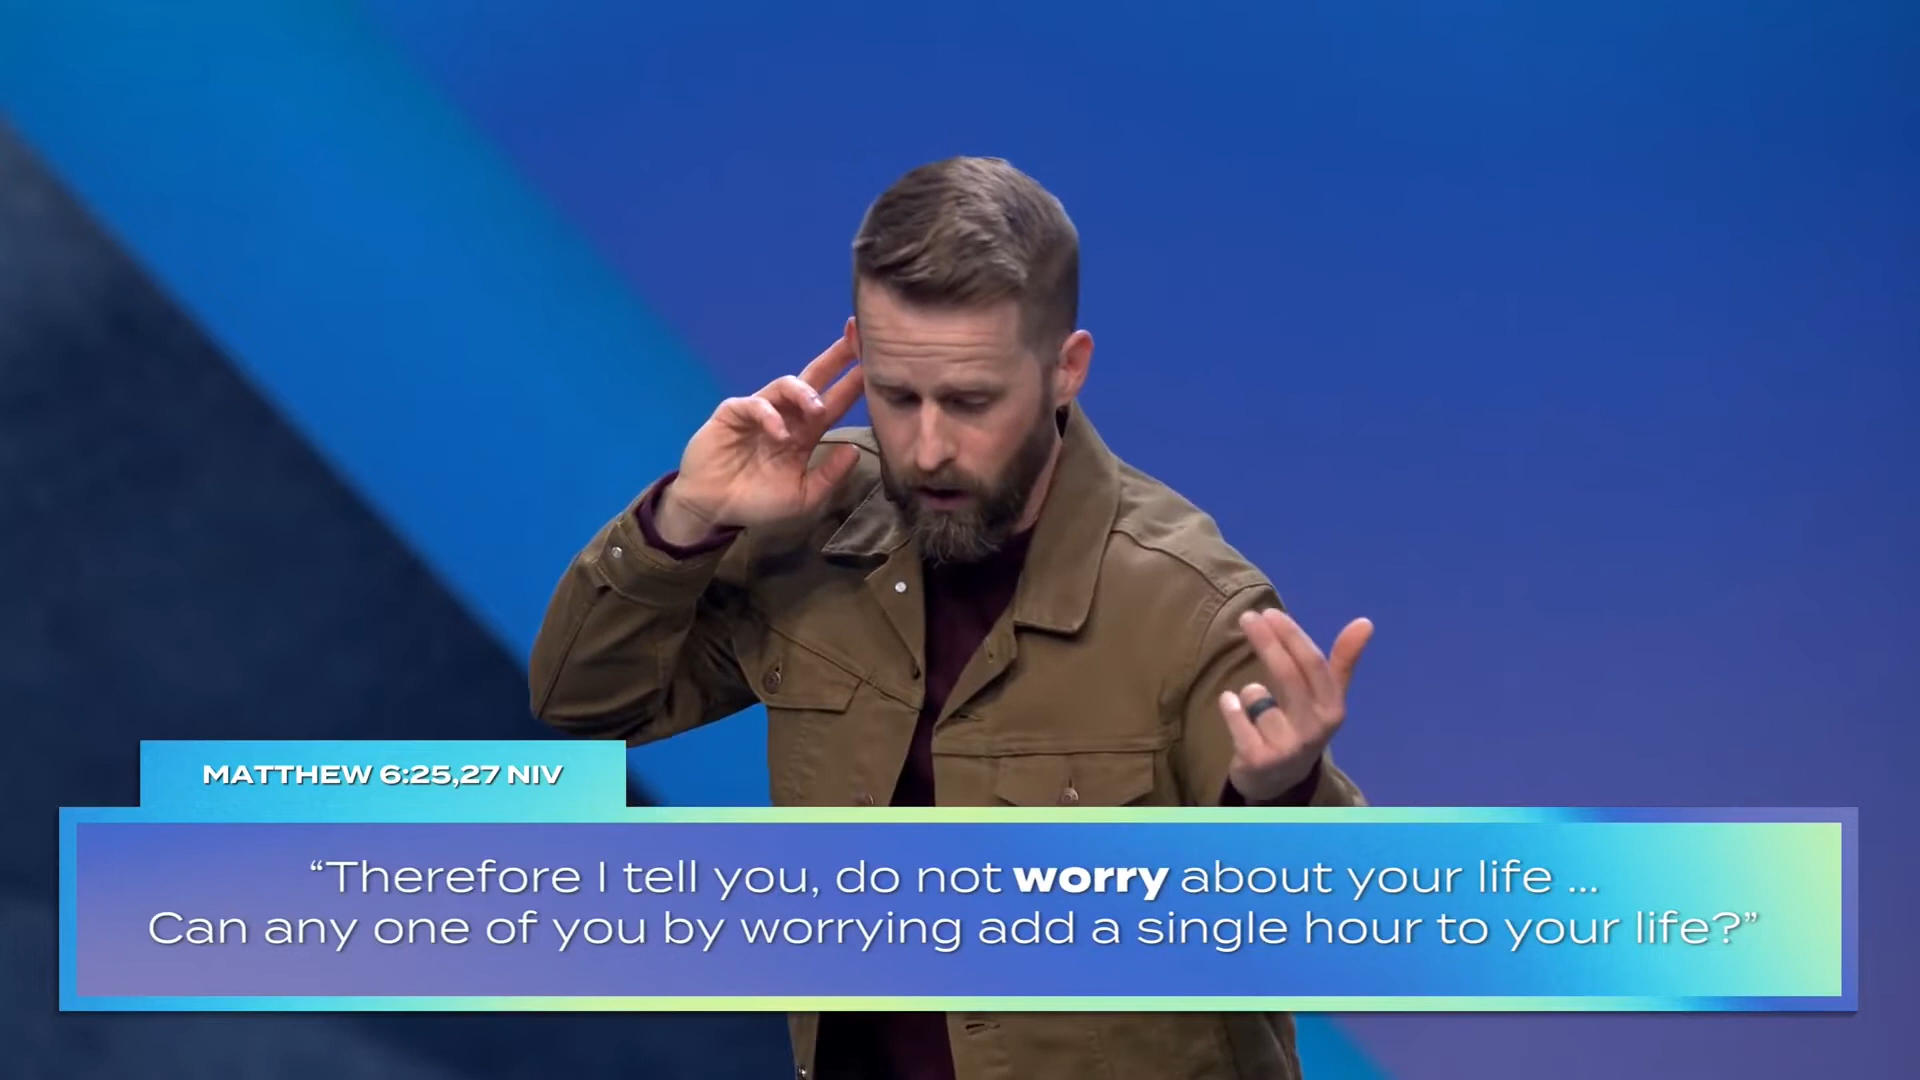 MATTHEW 6:25,27 NIV
“Therefore I tell you, do not worry about your life ...
Can any one of you by worrying add a single hour to your life?”